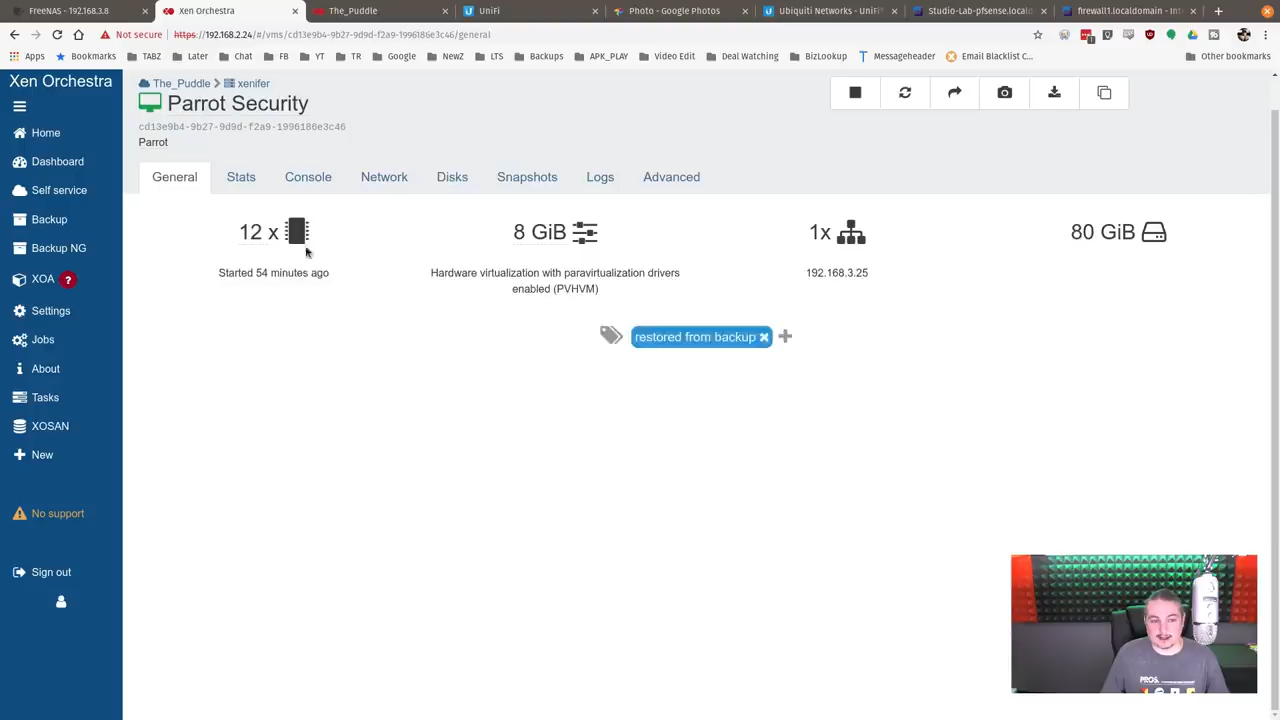 FreeNAS - 192.168.3.8
Xen Orchestra
The_Puddle
UniFi
Photo - Google Photos
Ubiquiti Networks - UniFi
Studio-Lab-pfsense.locald
firewall1.localdomain - Int
Not secure
https://192.168.2.24/#/vms/cd13e9b4-9b27-9d9d-f2a9-1996186e3c46/general
Apps
Bookmarks
TABZ
Later
Chat
FB
YT
TR
Google
NewZ
LTS
Backups
APK_PLAY
Video Edit
Deal Watching
BizLookup
Messageheader
Email Blacklist C...
Other bookmarks
Xen Orchestra
Home
Dashboard
Self service
Backup
Backup NG
XOA ?
Settings
Jobs
About
Tasks
XOSAN
New
No support
Sign out
The_Puddle
xenifer
Parrot Security
cd13e9b4-9b27-9d9d-f2a9-1996186e3c46
Parrot
General
Stats
Console
Network
Disks
Snapshots
Logs
Advanced
12 x
8 GiB
1x
80 GiB
Started 54 minutes ago
Hardware virtualization with paravirtualization drivers
enabled (PVHVM)
192.168.3.25
restored from backup
PROS.